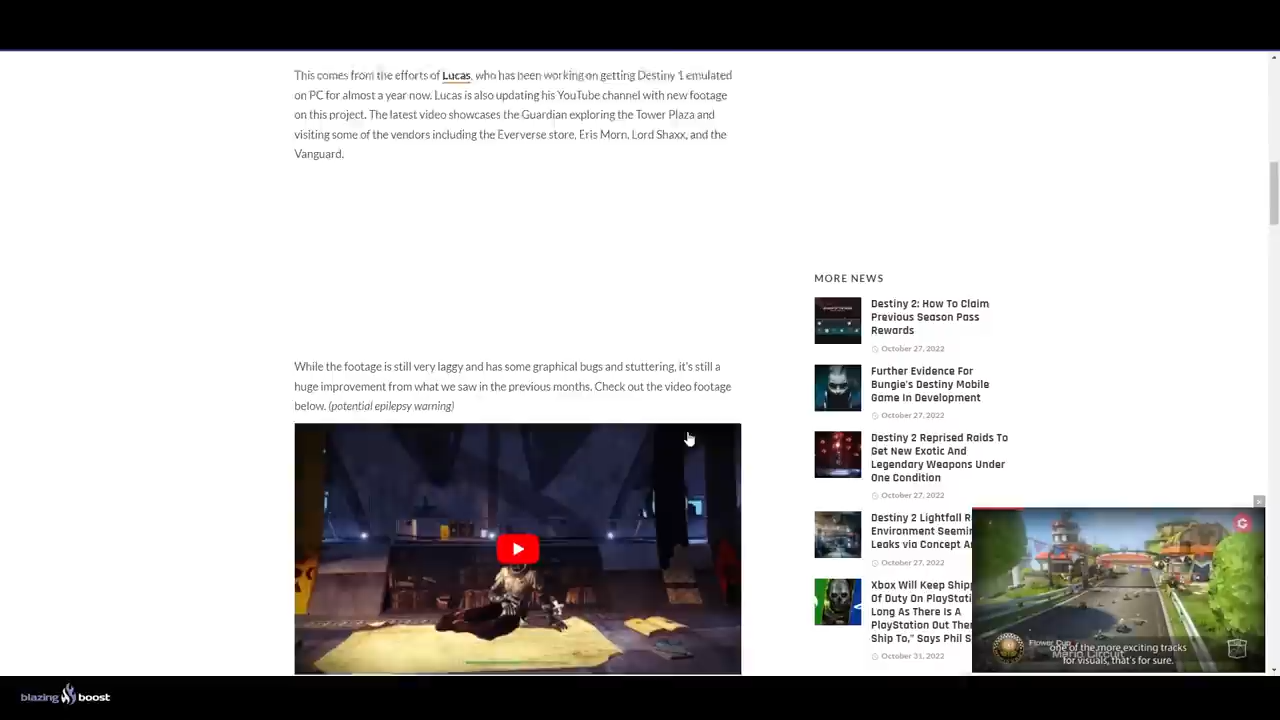 This comes from the efforts of Lucas, who has been working on getting Destiny 1 emulated
on PC for almost a year now. Lucas is also updating his YouTube channel with new footage
on this project. The latest video showcases the Guardian exploring the Tower Plaza and
visiting some of the vendors including the Eververse store, Eris Morn, Lord Shaxx, and the
Vanguard.
While the footage is still very laggy and has some graphical bugs and stuttering, it's still a
huge improvement from what we saw in the previous months. Check out the video footage
below. (potential epilepsy warning)
MORE NEWS
Destiny 2: How To Claim
Previous Season Pass
Rewards
October 27, 2022
Further Evidence For
Bungie's Destiny Mobile
Game In Development
October 27, 2022
Destiny 2 Reprised Raids To
Get New Exotic And
Legendary Weapons Under
One Condition
October 27, 2022
Destiny 2 Lightfall R
Environment Seemin
Leaks via Concept A
October 27, 2022
Xbox Will Keep Shipp
Of Duty On PlayStati
Long As There Is A
PlayStation Out Ther
Ship To," Says Phil S
October 31, 2022
Flower Cup
Mario Circuit
one of the more exciting tracks
for visuals, that's for sure.
blazing boost